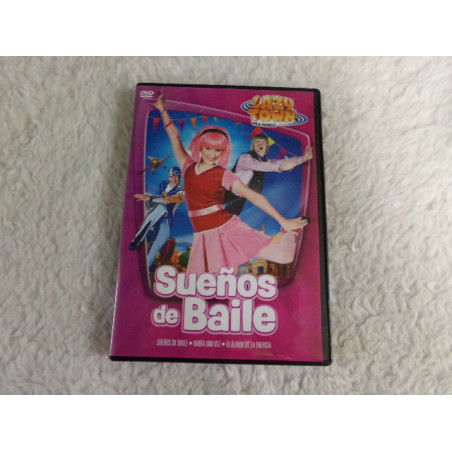 DVD
LAZY
TOWN
Sueños
de Baile
SUEÑOS DE BAILE • HABÍA UNA VEZ • EL ÁLBUM DE LA ENERGÍA